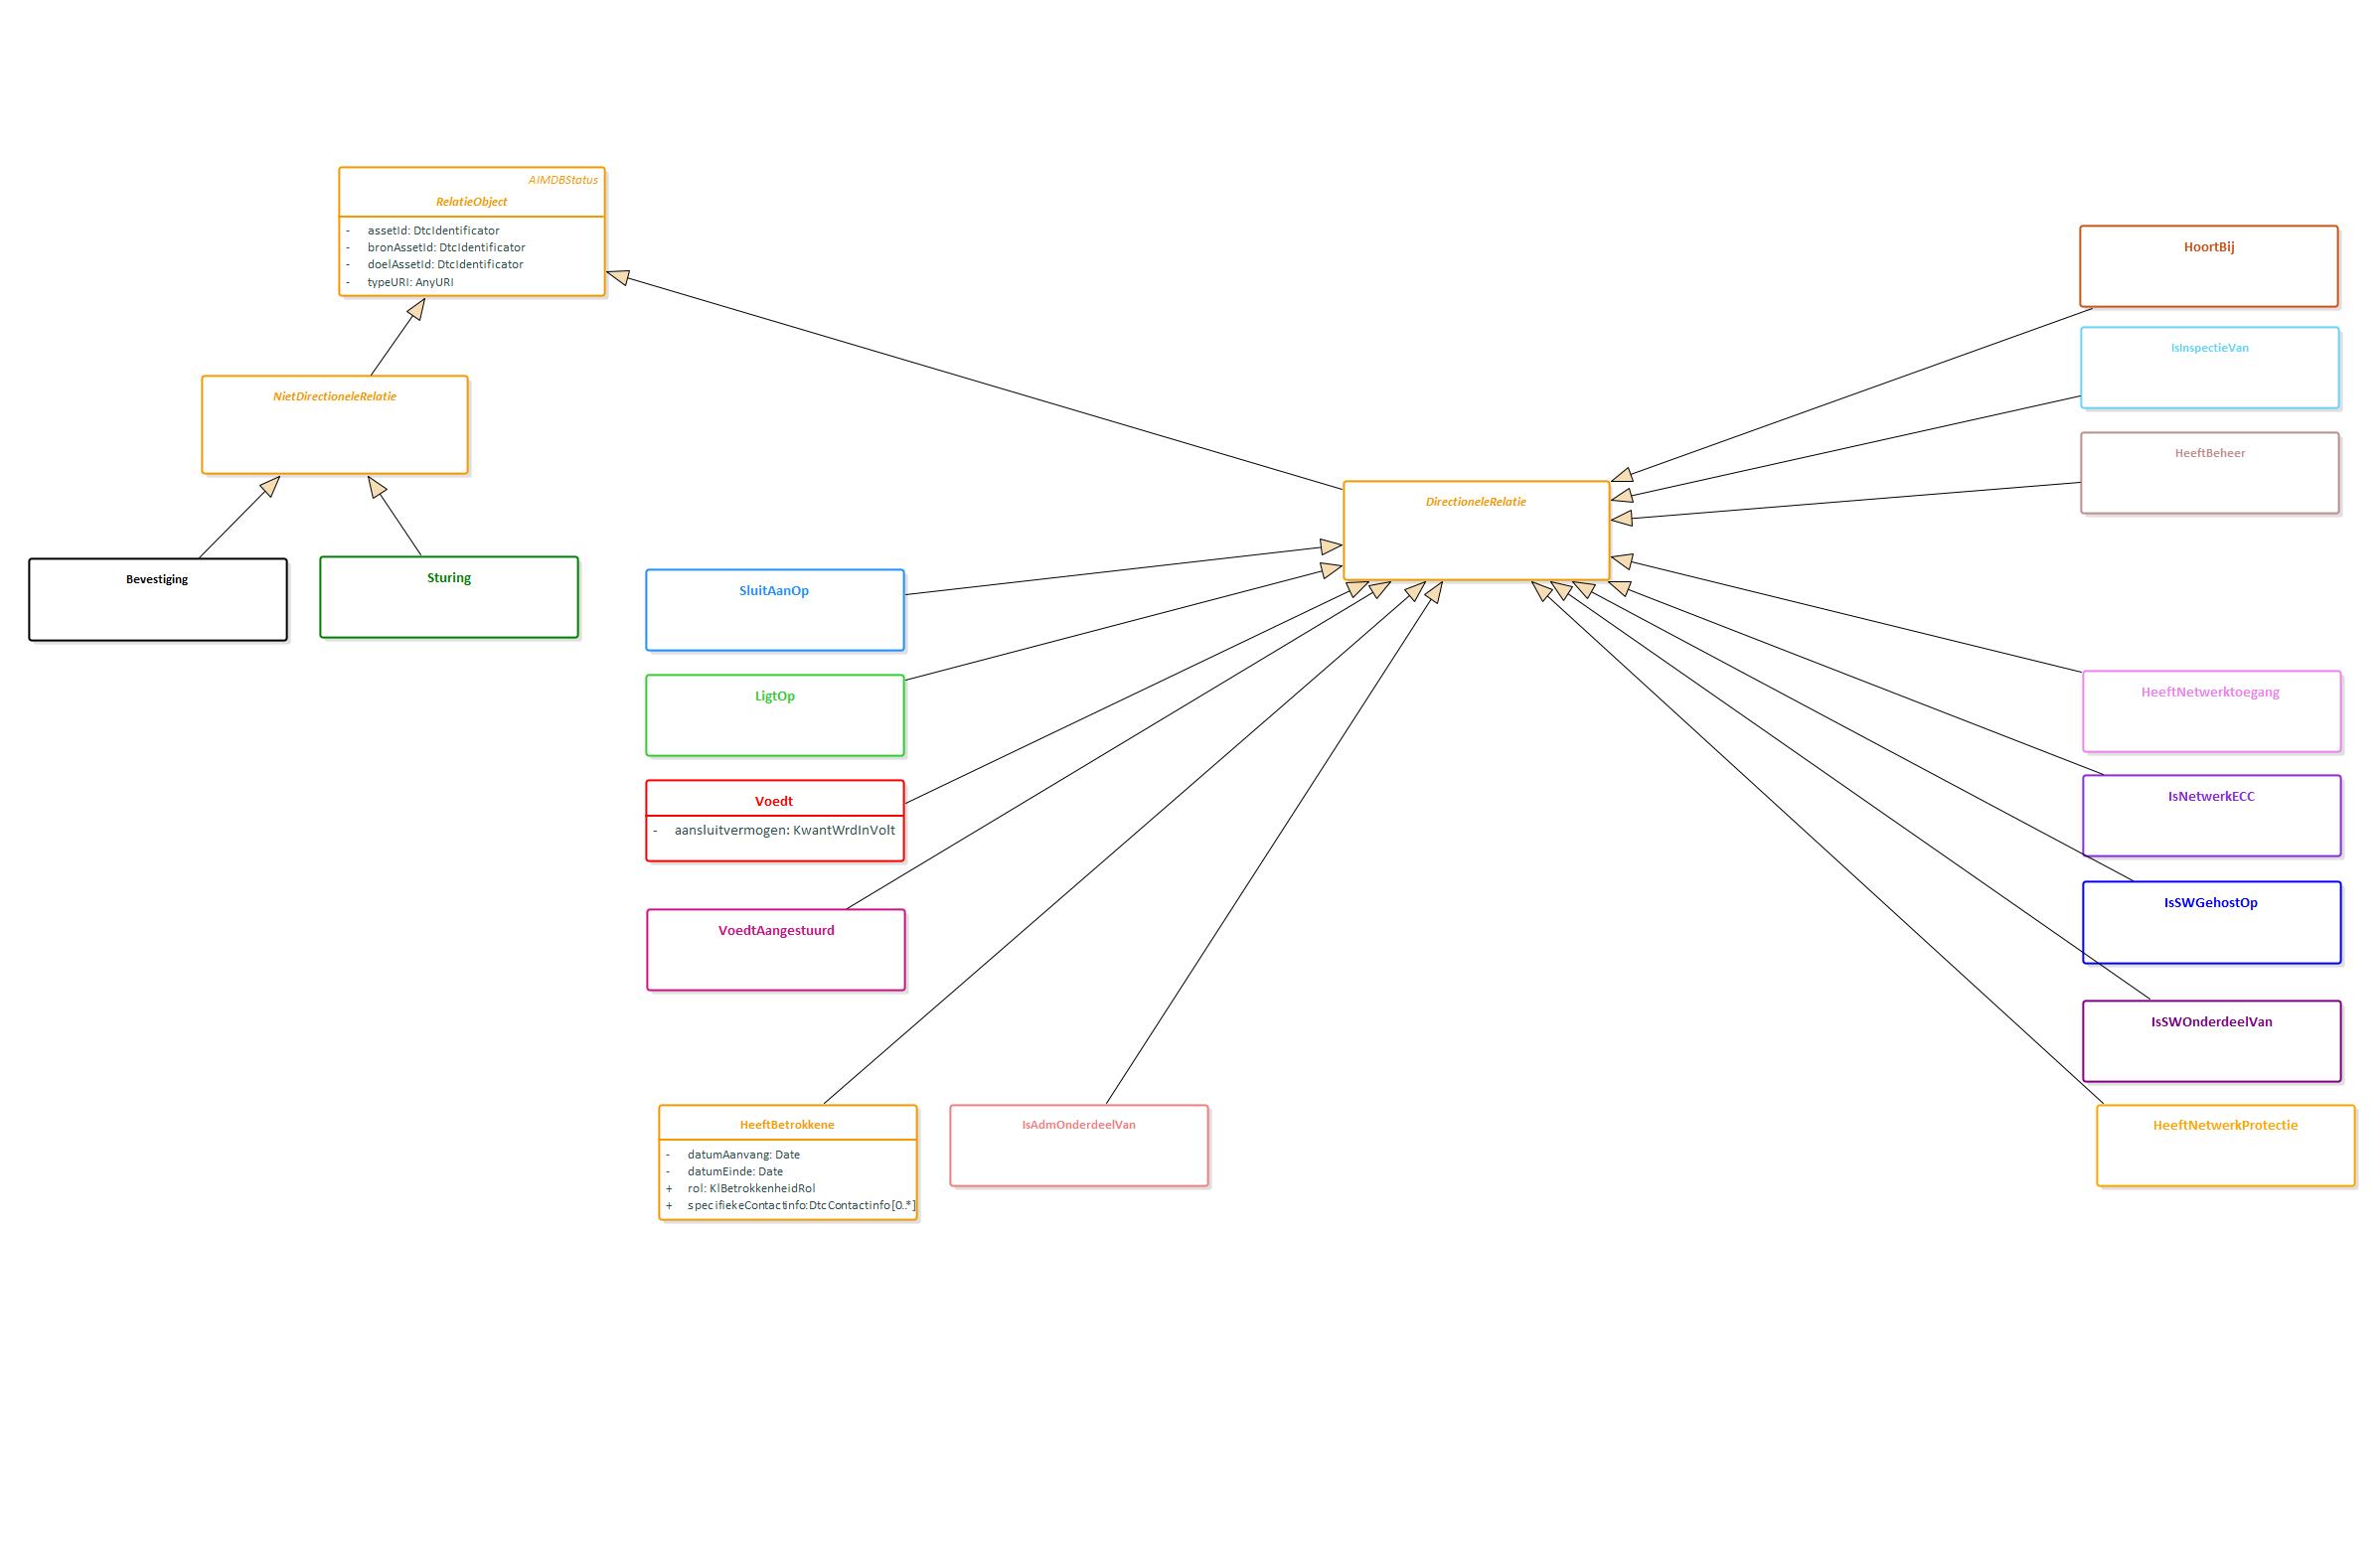 AIMDBStatus
RelatieObject
- assetId: DtcIdentificator
- bronAssetId: DtcIdentificator
- doelAssetId: DtcIdentificator
- typeURI: AnyURI
NietDirectioneleRelatie
Bevestiging
Sturing
DirectioneleRelatie
SluitAanOp
LigtOp
Voedt
- aansluitvermogen: KwantWrdInVolt
VoedtAangestuurd
HeeftBetrokkene
- datumAanvang: Date
- datumEinde: Date
+ rol: KlBetrokkenheidRol
+ specifiekeContactinfo:DtcContactinfo[0..*]
IsAdmOnderdeelVan
HoortBij
IsInspectieVan
HeeftBeheer
HeeftNetwerktoegang
IsNetwerkECC
IsSWGehostOp
IsSWOnderdeelVan
HeeftNetwerkProtectie